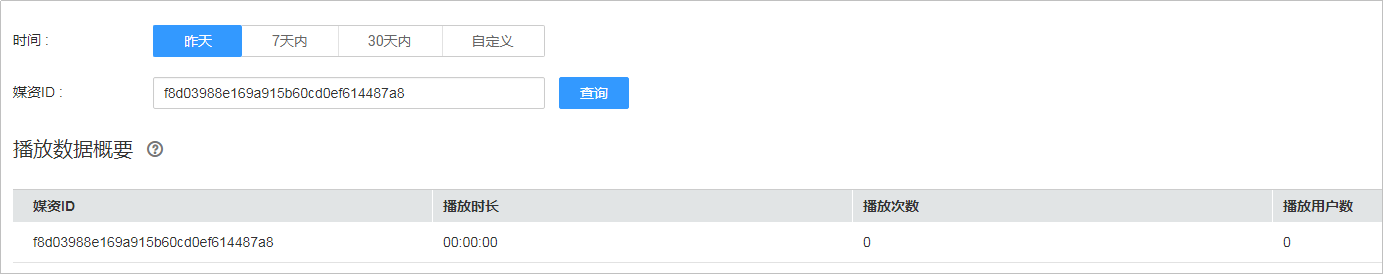 时间 : 昨天 7天内 30天内 自定义
媒资ID : f8d03988e169a915b60cd0ef614487a8 查询
播放数据概要 ?
媒资ID 播放时长 播放次数 播放用户数
f8d03988e169a915b60cd0ef614487a8 00:00:00 0 0